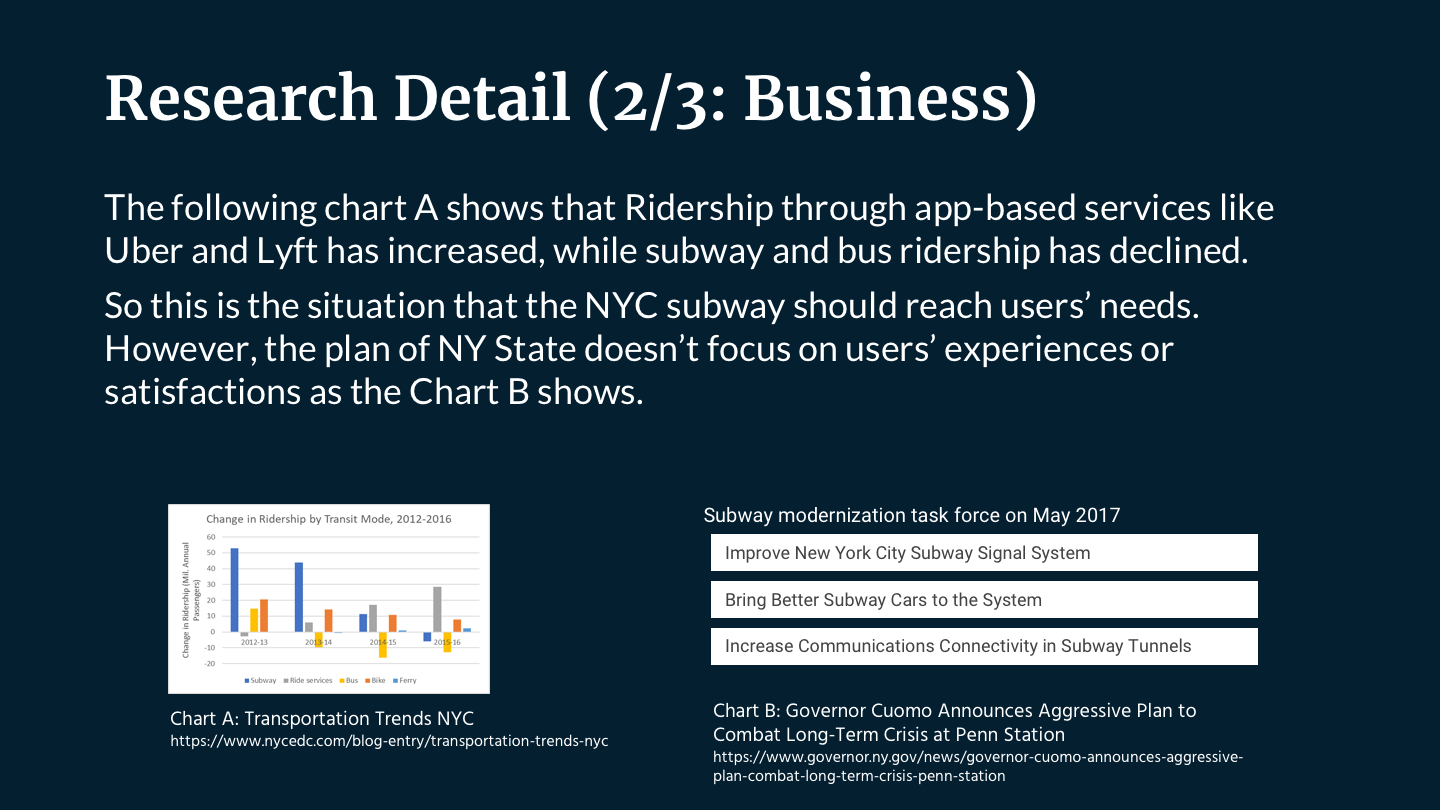 Research Detail (2/3: Business)
The following chart A shows that Ridership through app-based services like
Uber and Lyft has increased, while subway and bus ridership has declined.
So this is the situation that the NYC subway should reach users’ needs.
However, the plan of NY State doesn’t focus on users’ experiences or
satisfactions as the Chart B shows.
Change in Ridership by Transit Mode, 2012-2016
Change in Ridership (Mil. Annual
Passengers)
60
50
40
30
20
10
0
-10
-20
2012-13
2013-14
2014-15
2015-16
Subway
Ride services
Bus
Bike
Ferry
Chart A: Transportation Trends NYC
https://www.nycedc.com/blog-entry/transportation-trends-nyc
Subway modernization task force on May 2017
Improve New York City Subway Signal System
Bring Better Subway Cars to the System
Increase Communications Connectivity in Subway Tunnels
Chart B: Governor Cuomo Announces Aggressive Plan to
Combat Long-Term Crisis at Penn Station
https://www.governor.ny.gov/news/governor-cuomo-announces-aggressive-
plan-combat-long-term-crisis-penn-station